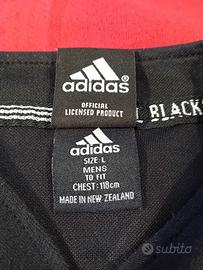 adidas®
OFFICIAL
LICENSED PRODUCT
BLACK
adidas
SIZE: L
MENS
TO FIT
CHEST: 110cm
MADE IN NEW ZEALAND
subito